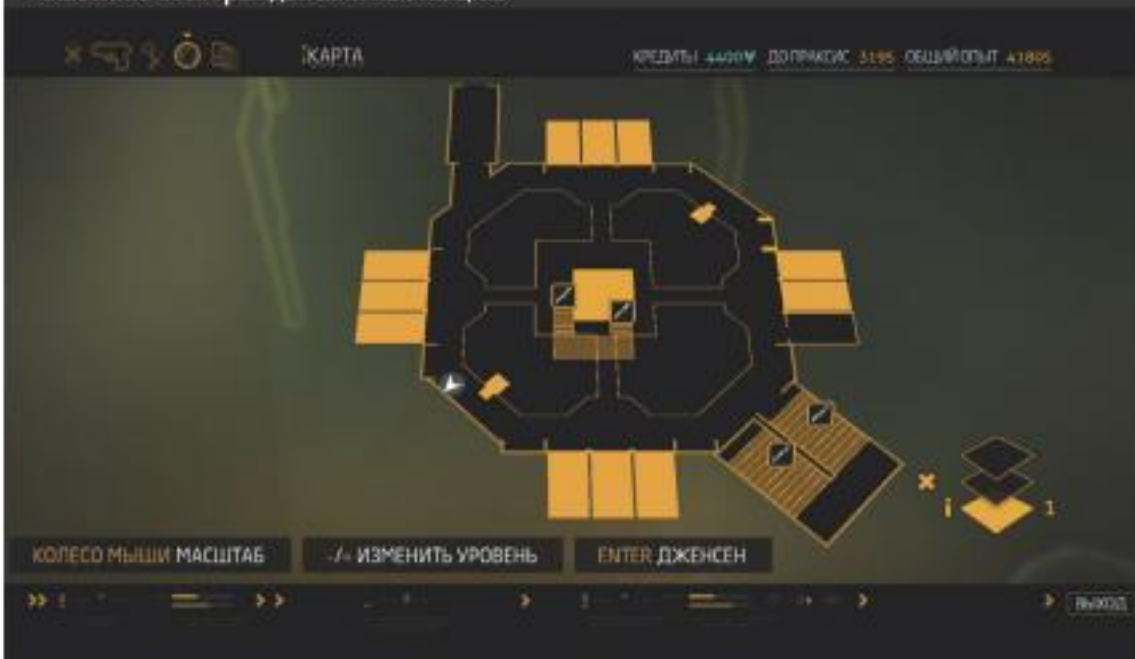 КАРТА
КРЕДИТЫ 4400 ДО ПРАКСИС 3195 ОБЩИЙ ОПЫТ 41805
1
КОЛЕСО МЫШИ МАСШТАБ
-/= ИЗМЕНИТЬ УРОВЕНЬ
ENTER ДЖЕНСЕН
ВЫХОД